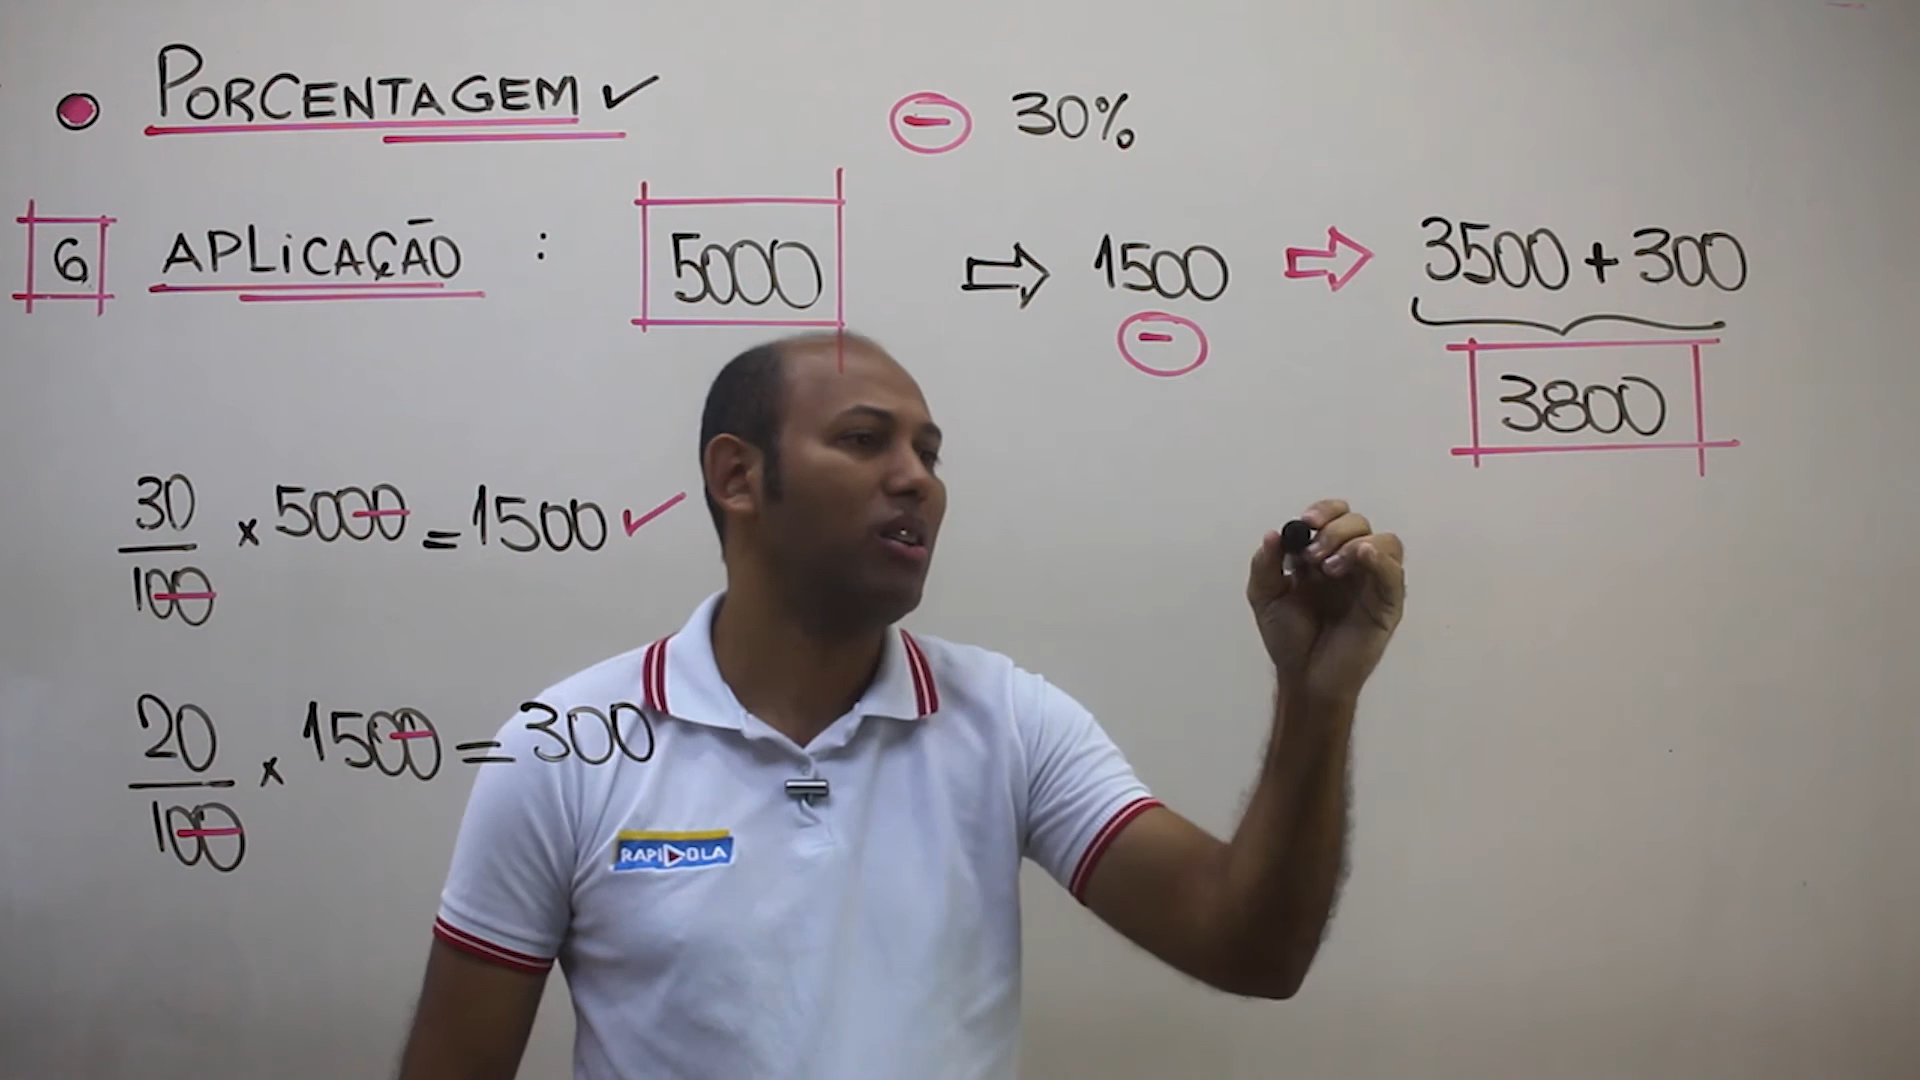 PORCENTAGEM ✓
− 30%
6 APLICAÇÃO : 5000 ⇒ 1500 ⇒ 3500 + 300
−
3800
30/100 × 5000 = 1500 ✓
20/100 × 1500 = 300
RAPIDOLA